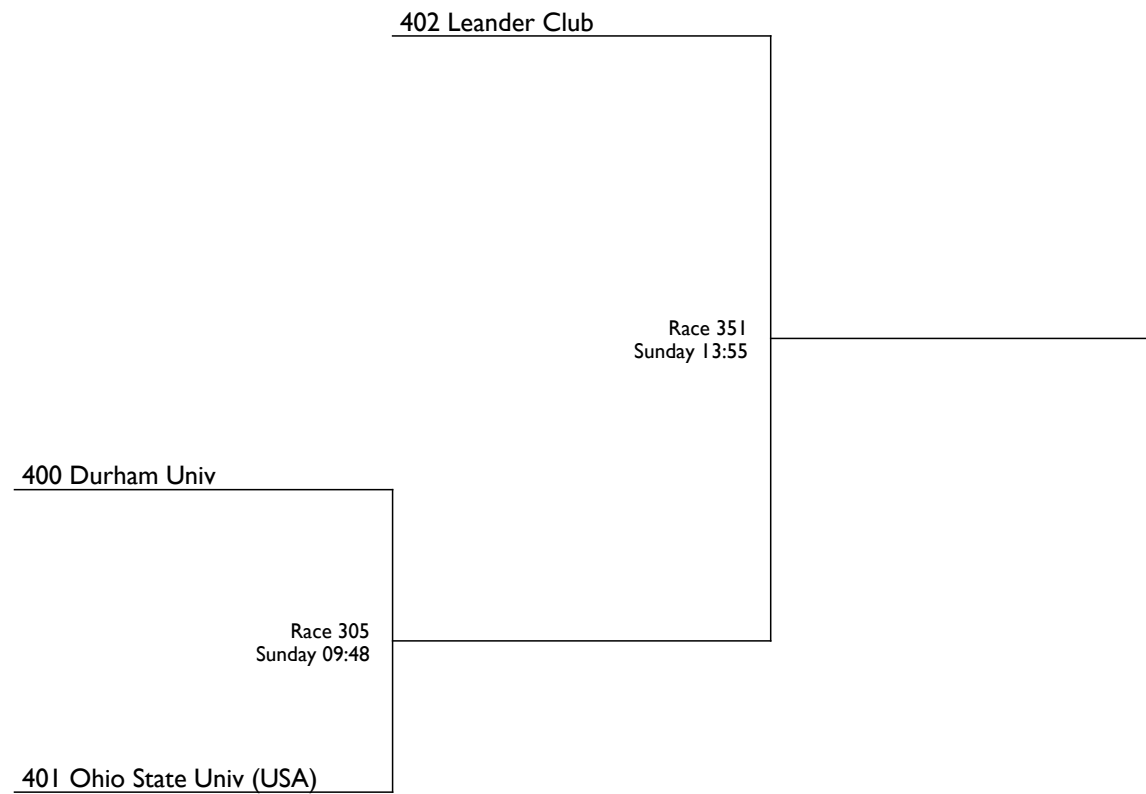 402 Leander Club
Race 351
Sunday 13:55
400 Durham Univ
Race 305
Sunday 09:48
401 Ohio State Univ (USA)